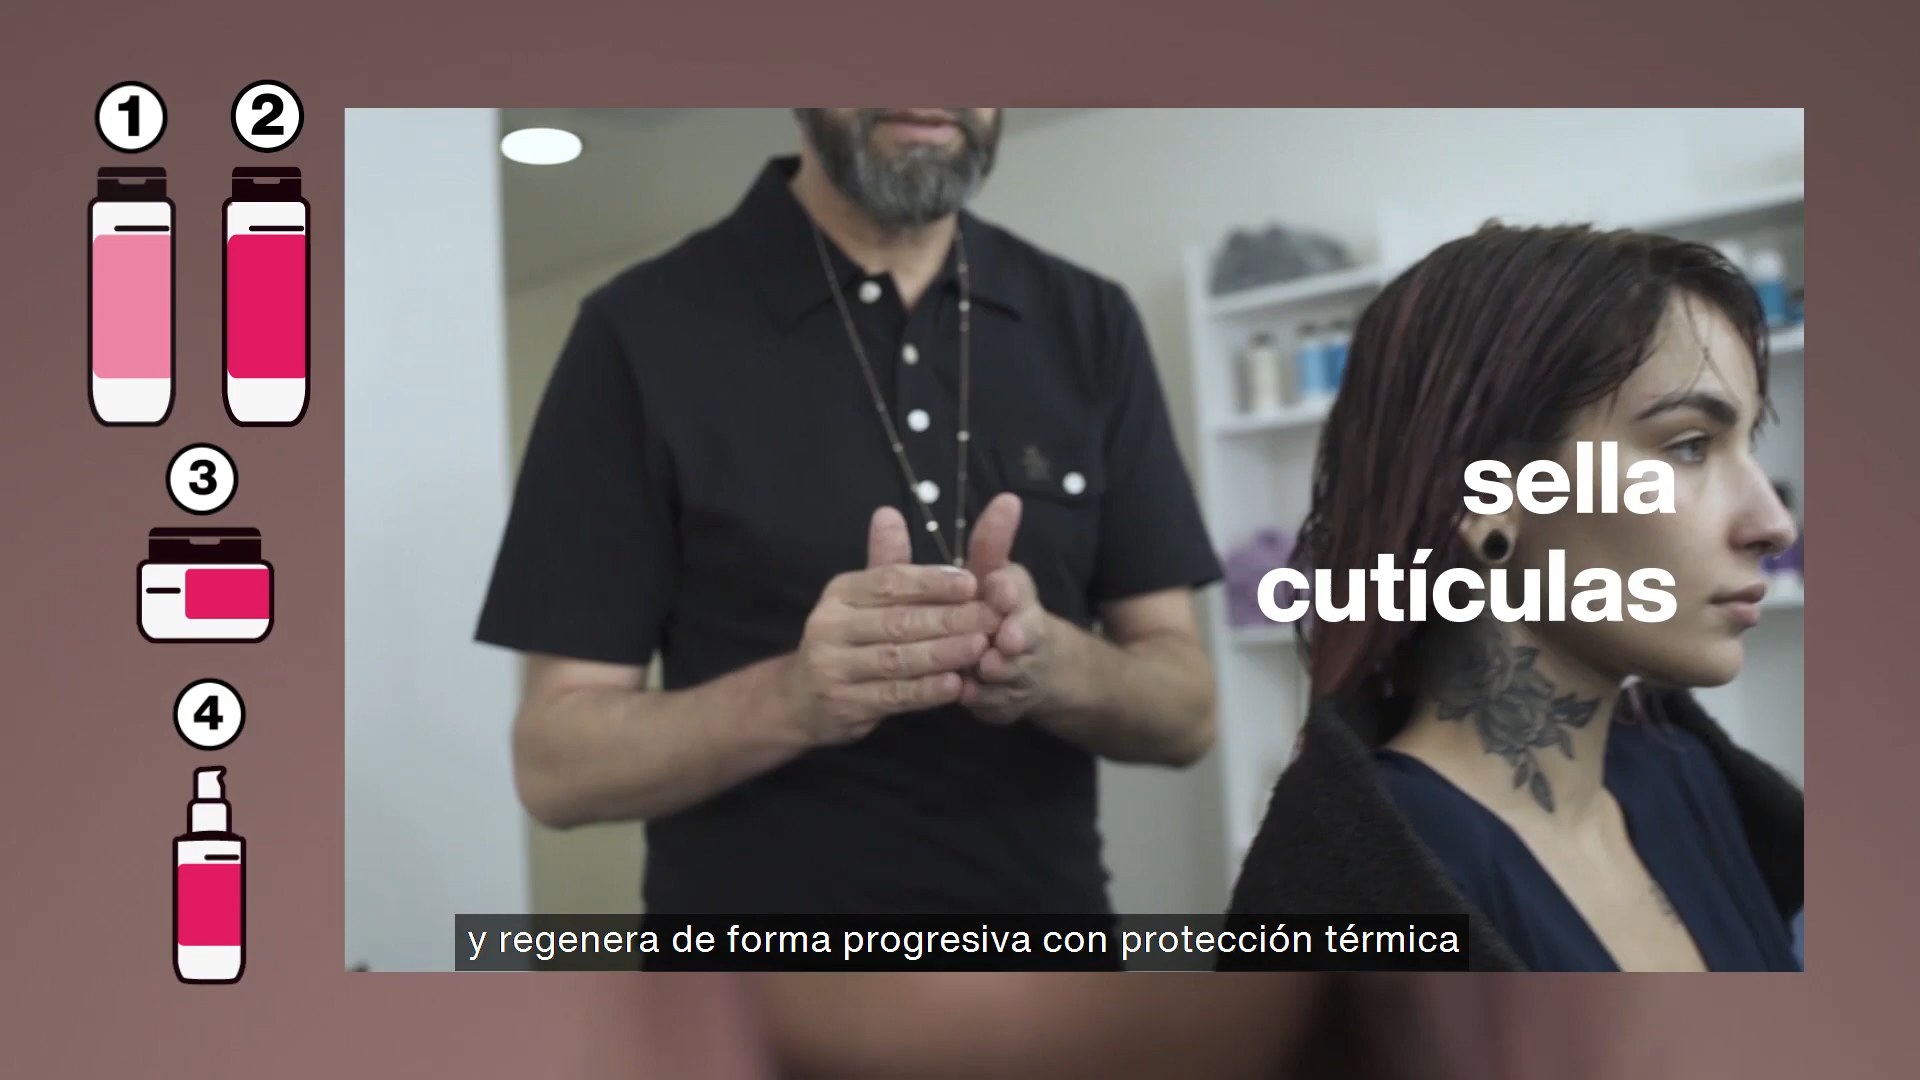 1
2
3
4
sella
cutículas
y regenera de forma progresiva con protección térmica